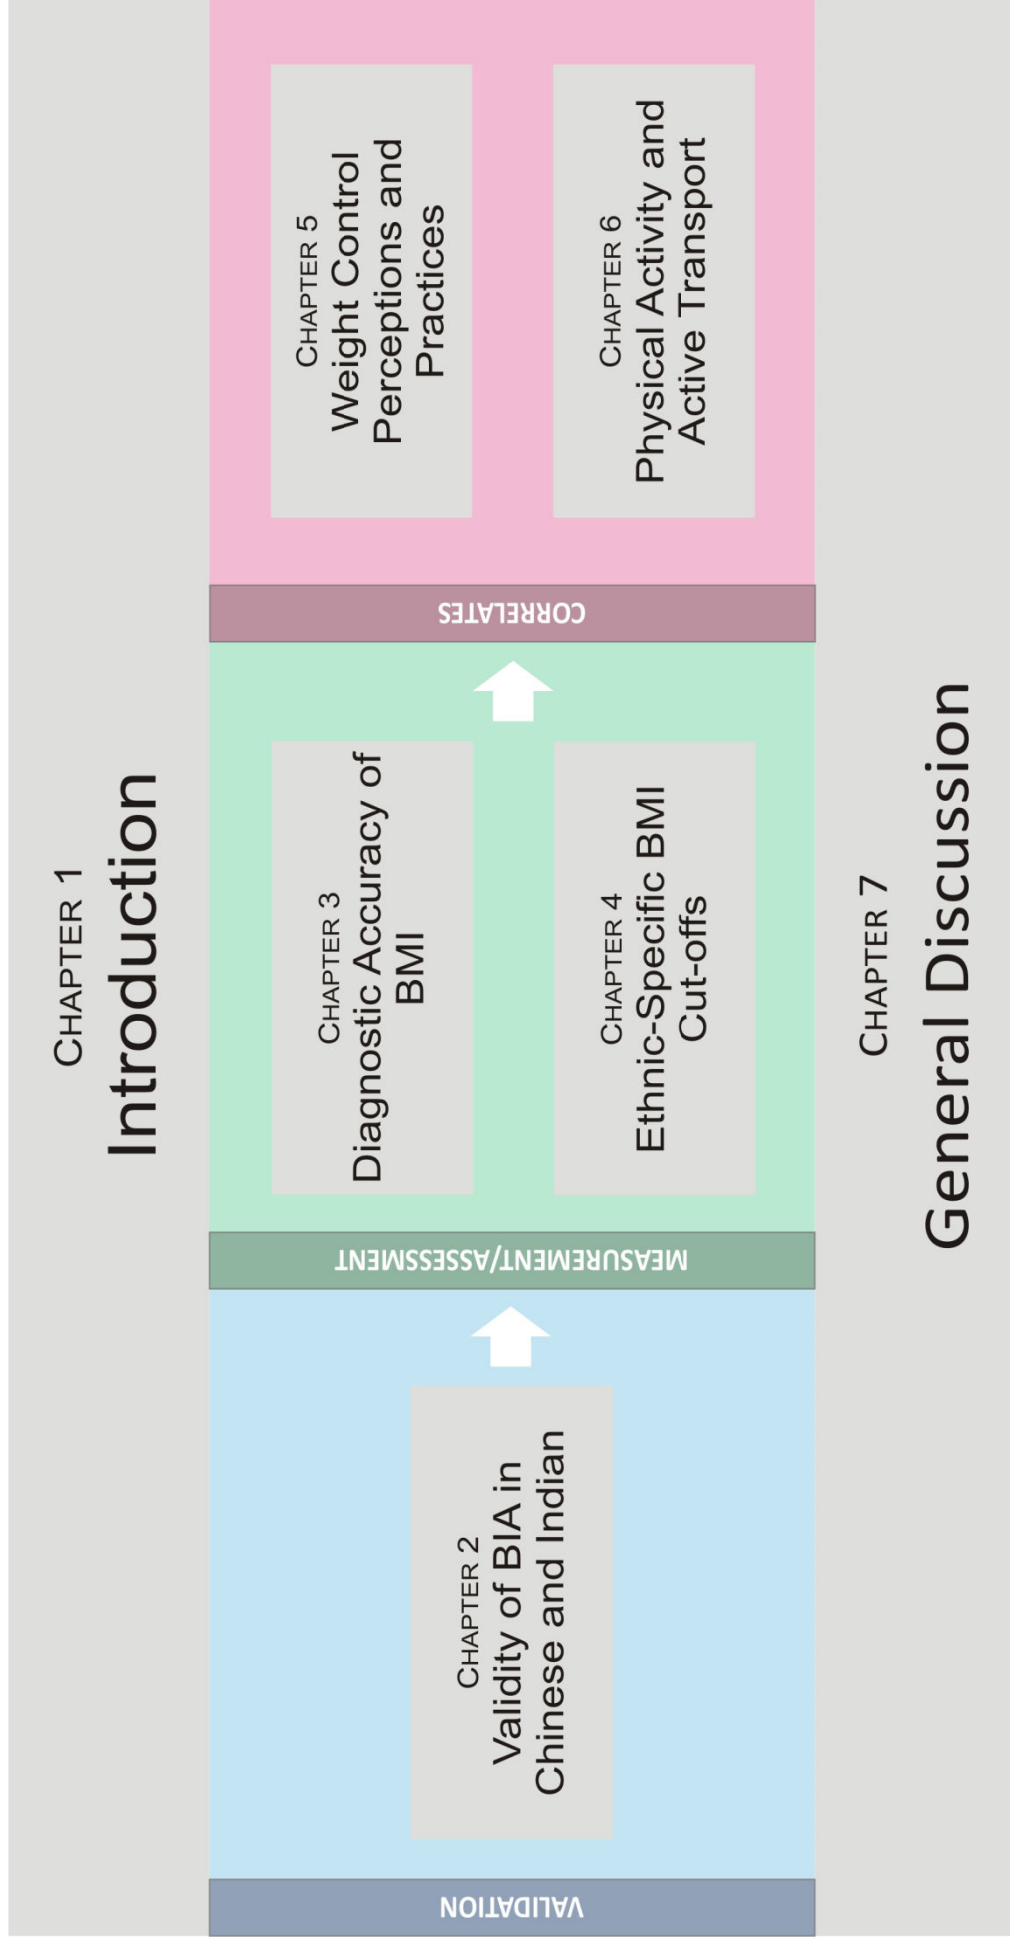 CHAPTER 1
Introduction
VALIDATION
CHAPTER 2
Validity of BIA in
Chinese and Indian
MEASUREMENT/ASSESSMENT
CHAPTER 3
Diagnostic Accuracy of
BMI
CHAPTER 4
Ethnic-Specific BMI
Cut-offs
CORRELATES
CHAPTER 5
Weight Control
Perceptions and
Practices
CHAPTER 6
Physical Activity and
Active Transport
CHAPTER 7
General Discussion